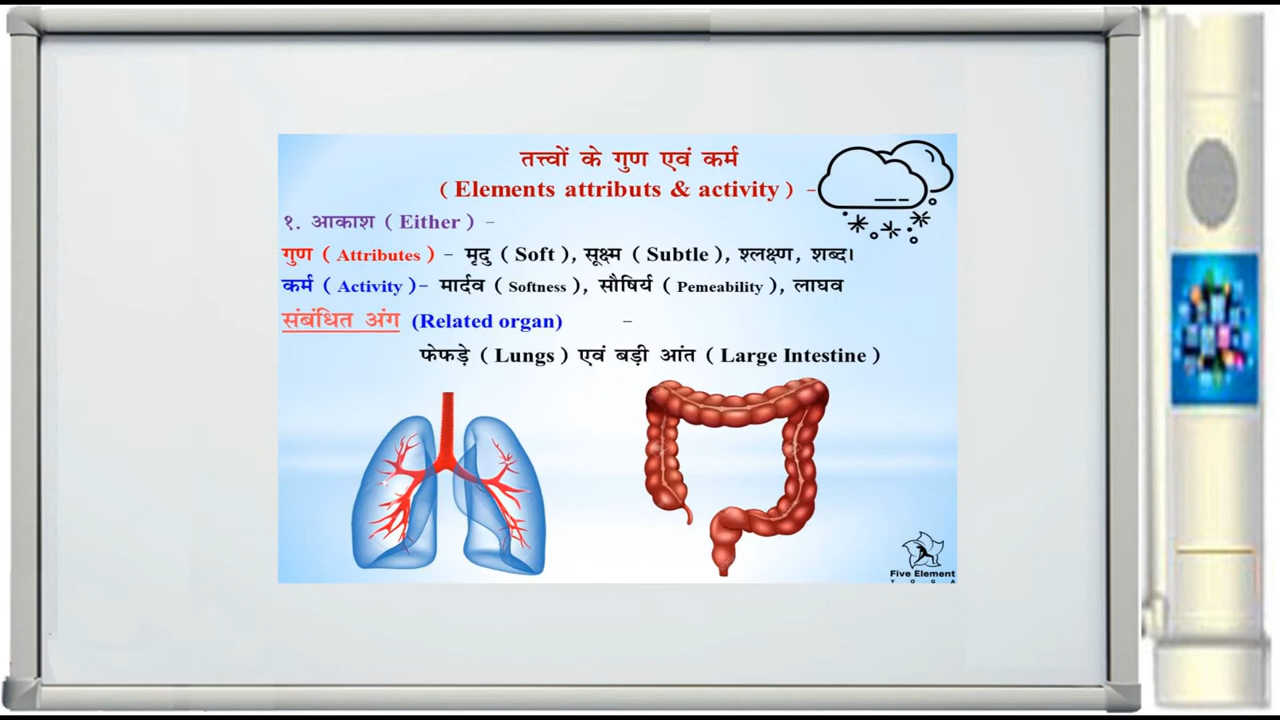 तत्त्वों के गुण एवं कर्म
( Elements attributs & activity ) -
१. आकाश ( Either ) -
गुण ( Attributes ) - मृदु ( Soft ), सूक्ष्म ( Subtle ), श्लक्ष्ण, शब्द।
कर्म ( Activity )- मार्दव ( Softness ), सौषिर्य ( Pemeability ), लाघव
संबंधित अंग (Related organ) -
फेफड़े ( Lungs ) एवं बड़ी आंत ( Large Intestine )
Five Element
YOGA